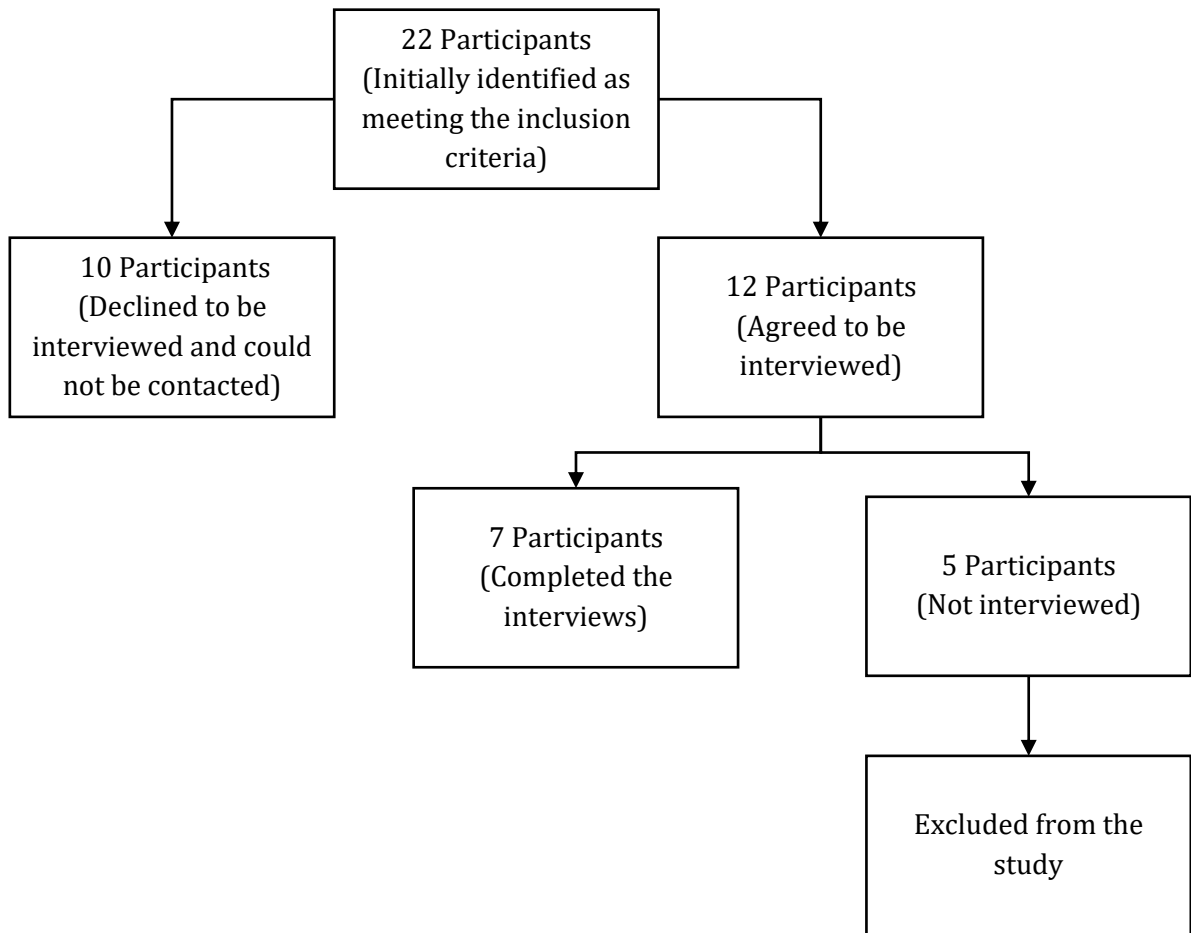 22 Participants
(Initially identified as
meeting the inclusion
criteria)
10 Participants
(Declined to be
interviewed and could
not be contacted)
12 Participants
(Agreed to be
interviewed)
7 Participants
(Completed the
interviews)
5 Participants
(Not interviewed)
Excluded from the
study